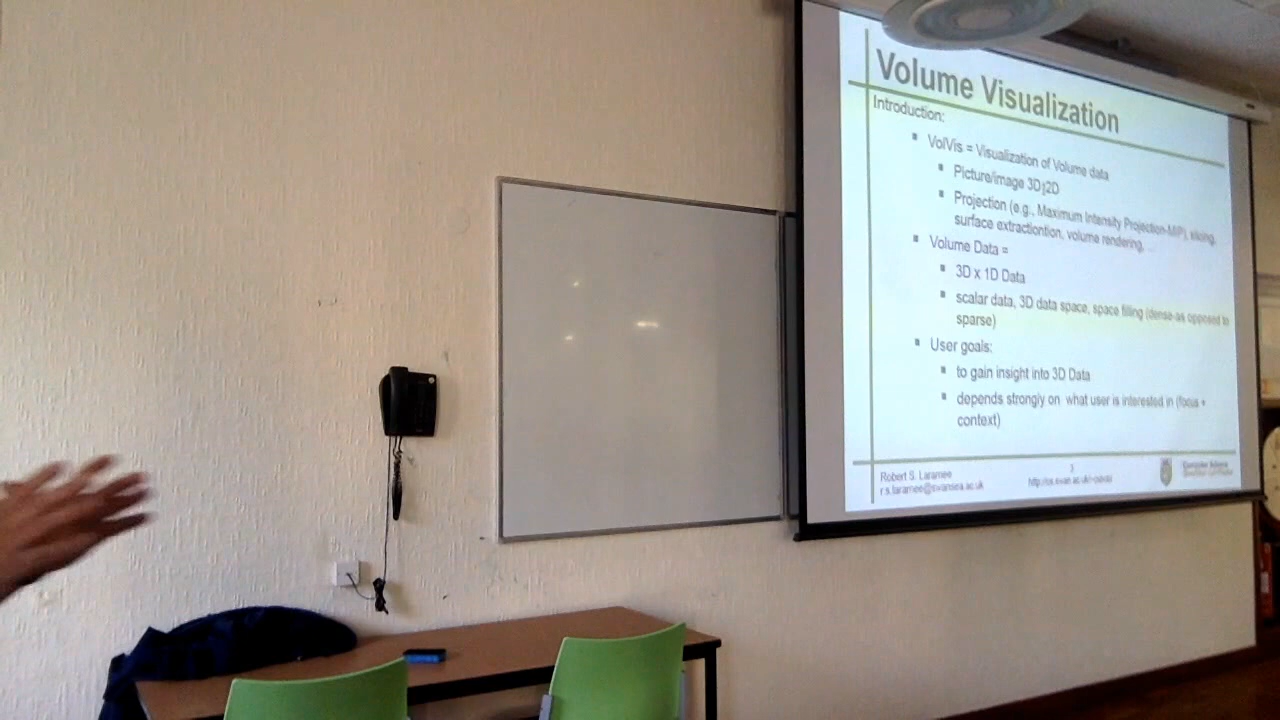 Volume Visualization
Introduction:
VolVis = Visualization of Volume data
Picture/image 3D¡2D
Projection (e.g., Maximum Intensity Projection-MIP), slicing,
surface extractiontion, volume rendering, ...
Volume Data =
3D x 1D Data
scalar data, 3D data space, space filling (dense-as opposed to
sparse)
User goals:
to gain insight into 3D Data
depends strongly on what user is interested in (focus +
context)
Robert S. Laramee
r.s.laramee@swansea.ac.uk
3